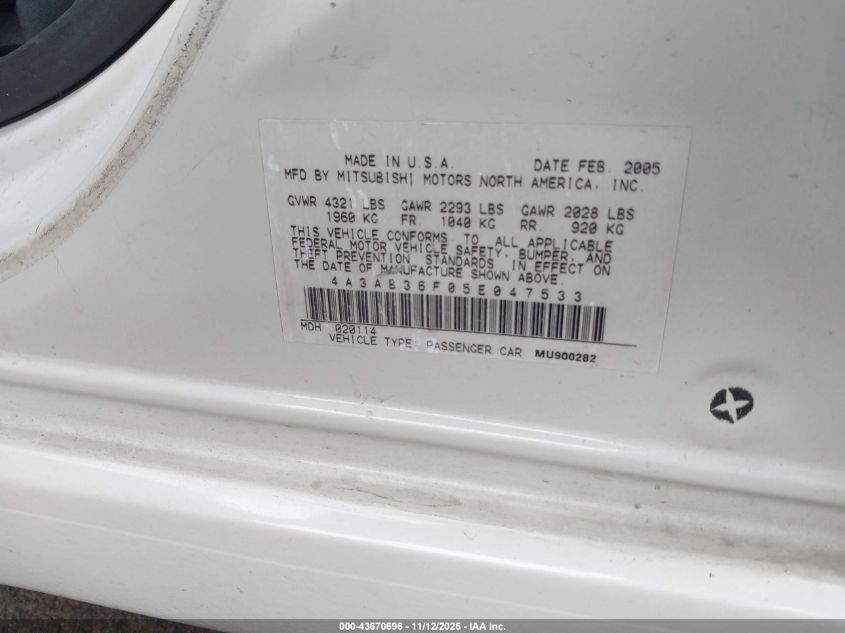 MADE IN U.S.A. DATE FEB. 2005
MFD BY MITSUBISHI MOTORS NORTH AMERICA, INC.
GVWR 4321 LBS GAWR 2293 LBS GAWR 2028 LBS
1960 KG FR. 1040 KG RR. 920 KG
THIS VEHICLE CONFORMS TO ALL APPLICABLE
FEDERAL MOTOR VEHICLE SAFETY, BUMPER, AND
THEFT PREVENTION STANDARDS IN EFFECT ON
THE DATE OF MANUFACTURE SHOWN ABOVE.
4A3AB36F05E047533
MDH 020114
VEHICLE TYPE: PASSENGER CAR MU900282
000-43670696 - 11/12/2025 - IAA Inc.